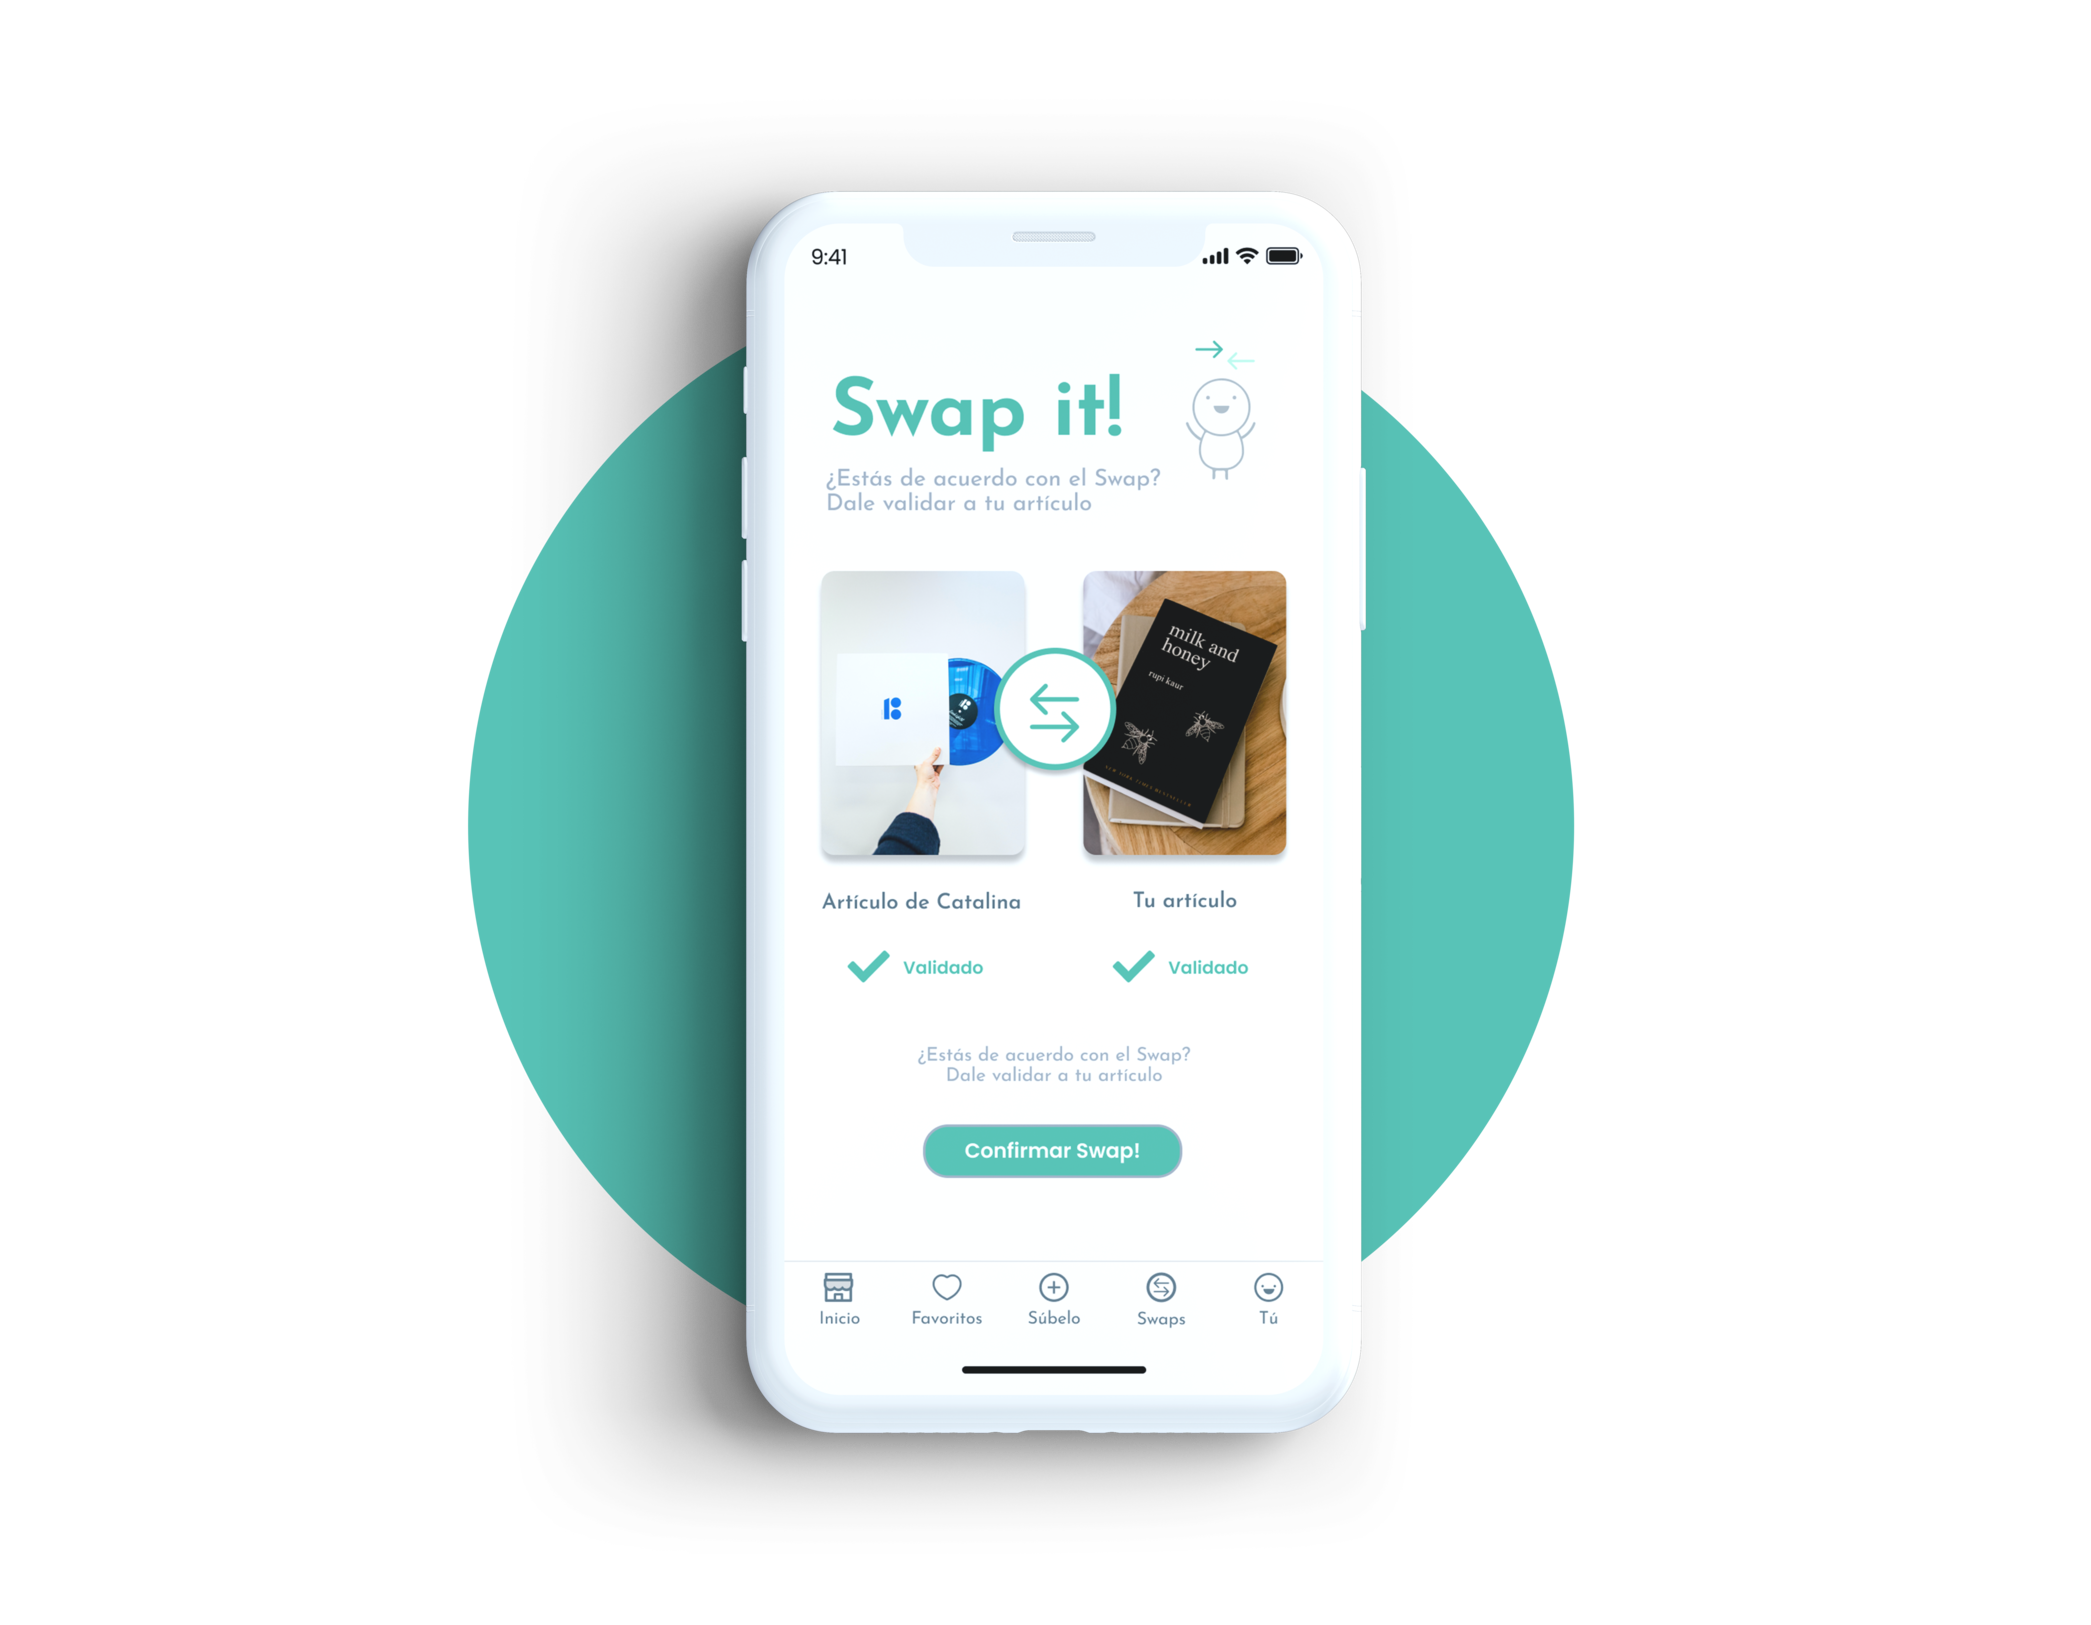 9:41
Swap it!
¿Estás de acuerdo con el Swap?
Dale validar a tu artículo
milk and
honey
rupi kaur
Artículo de Catalina
Tu artículo
Validado
Validado
¿Estás de acuerdo con el Swap?
Dale validar a tu artículo
Confirmar Swap!
Inicio
Favoritos
Súbelo
Swaps
Tú